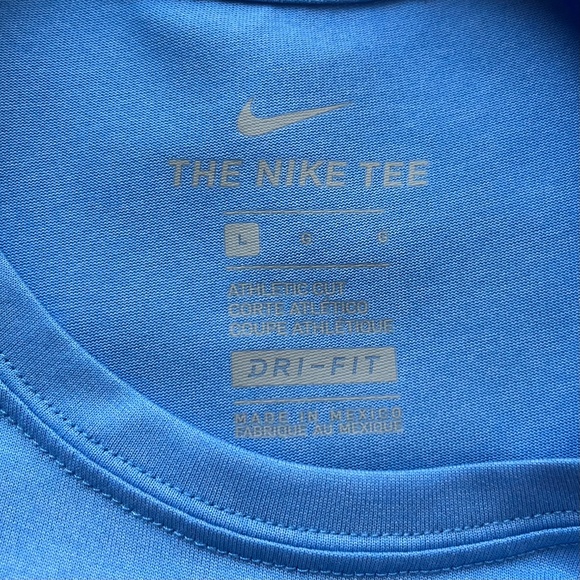 THE NIKE TEE
L G G
ATHLETIC CUT
CORTE ATLÉTICO
COUPE ATHLÉTIQUE
DRI-FIT
MADE IN MEXICO
FABRIQUÉ AU MEXIQUE